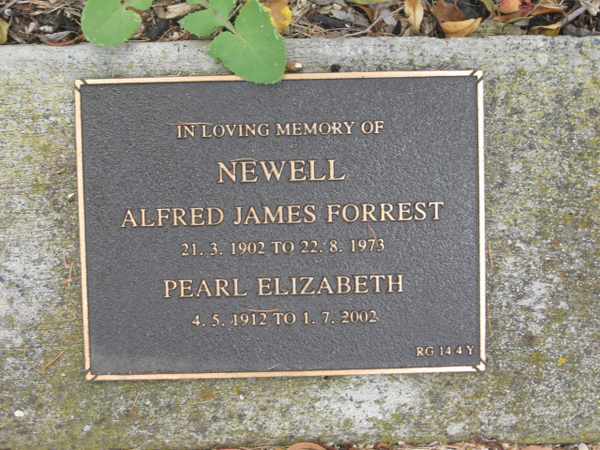 IN LOVING MEMORY OF
NEWELL
ALFRED JAMES FORREST
21. 3. 1902 TO 22. 8. 1973
PEARL ELIZABETH
4. 5. 1912 TO 1. 7. 2002
RG 14 4 Y